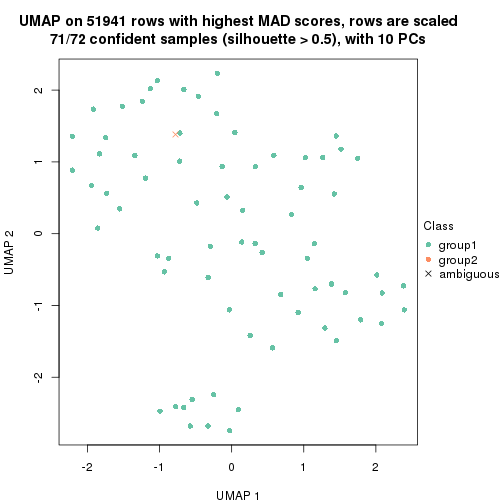 UMAP on 51941 rows with highest MAD scores, rows are scaled
71/72 confident samples (silhouette > 0.5), with 10 PCs
2
1
0
-1
-2
UMAP 2
-2
-1
0
1
2
UMAP 1
Class
group1
group2
ambiguous